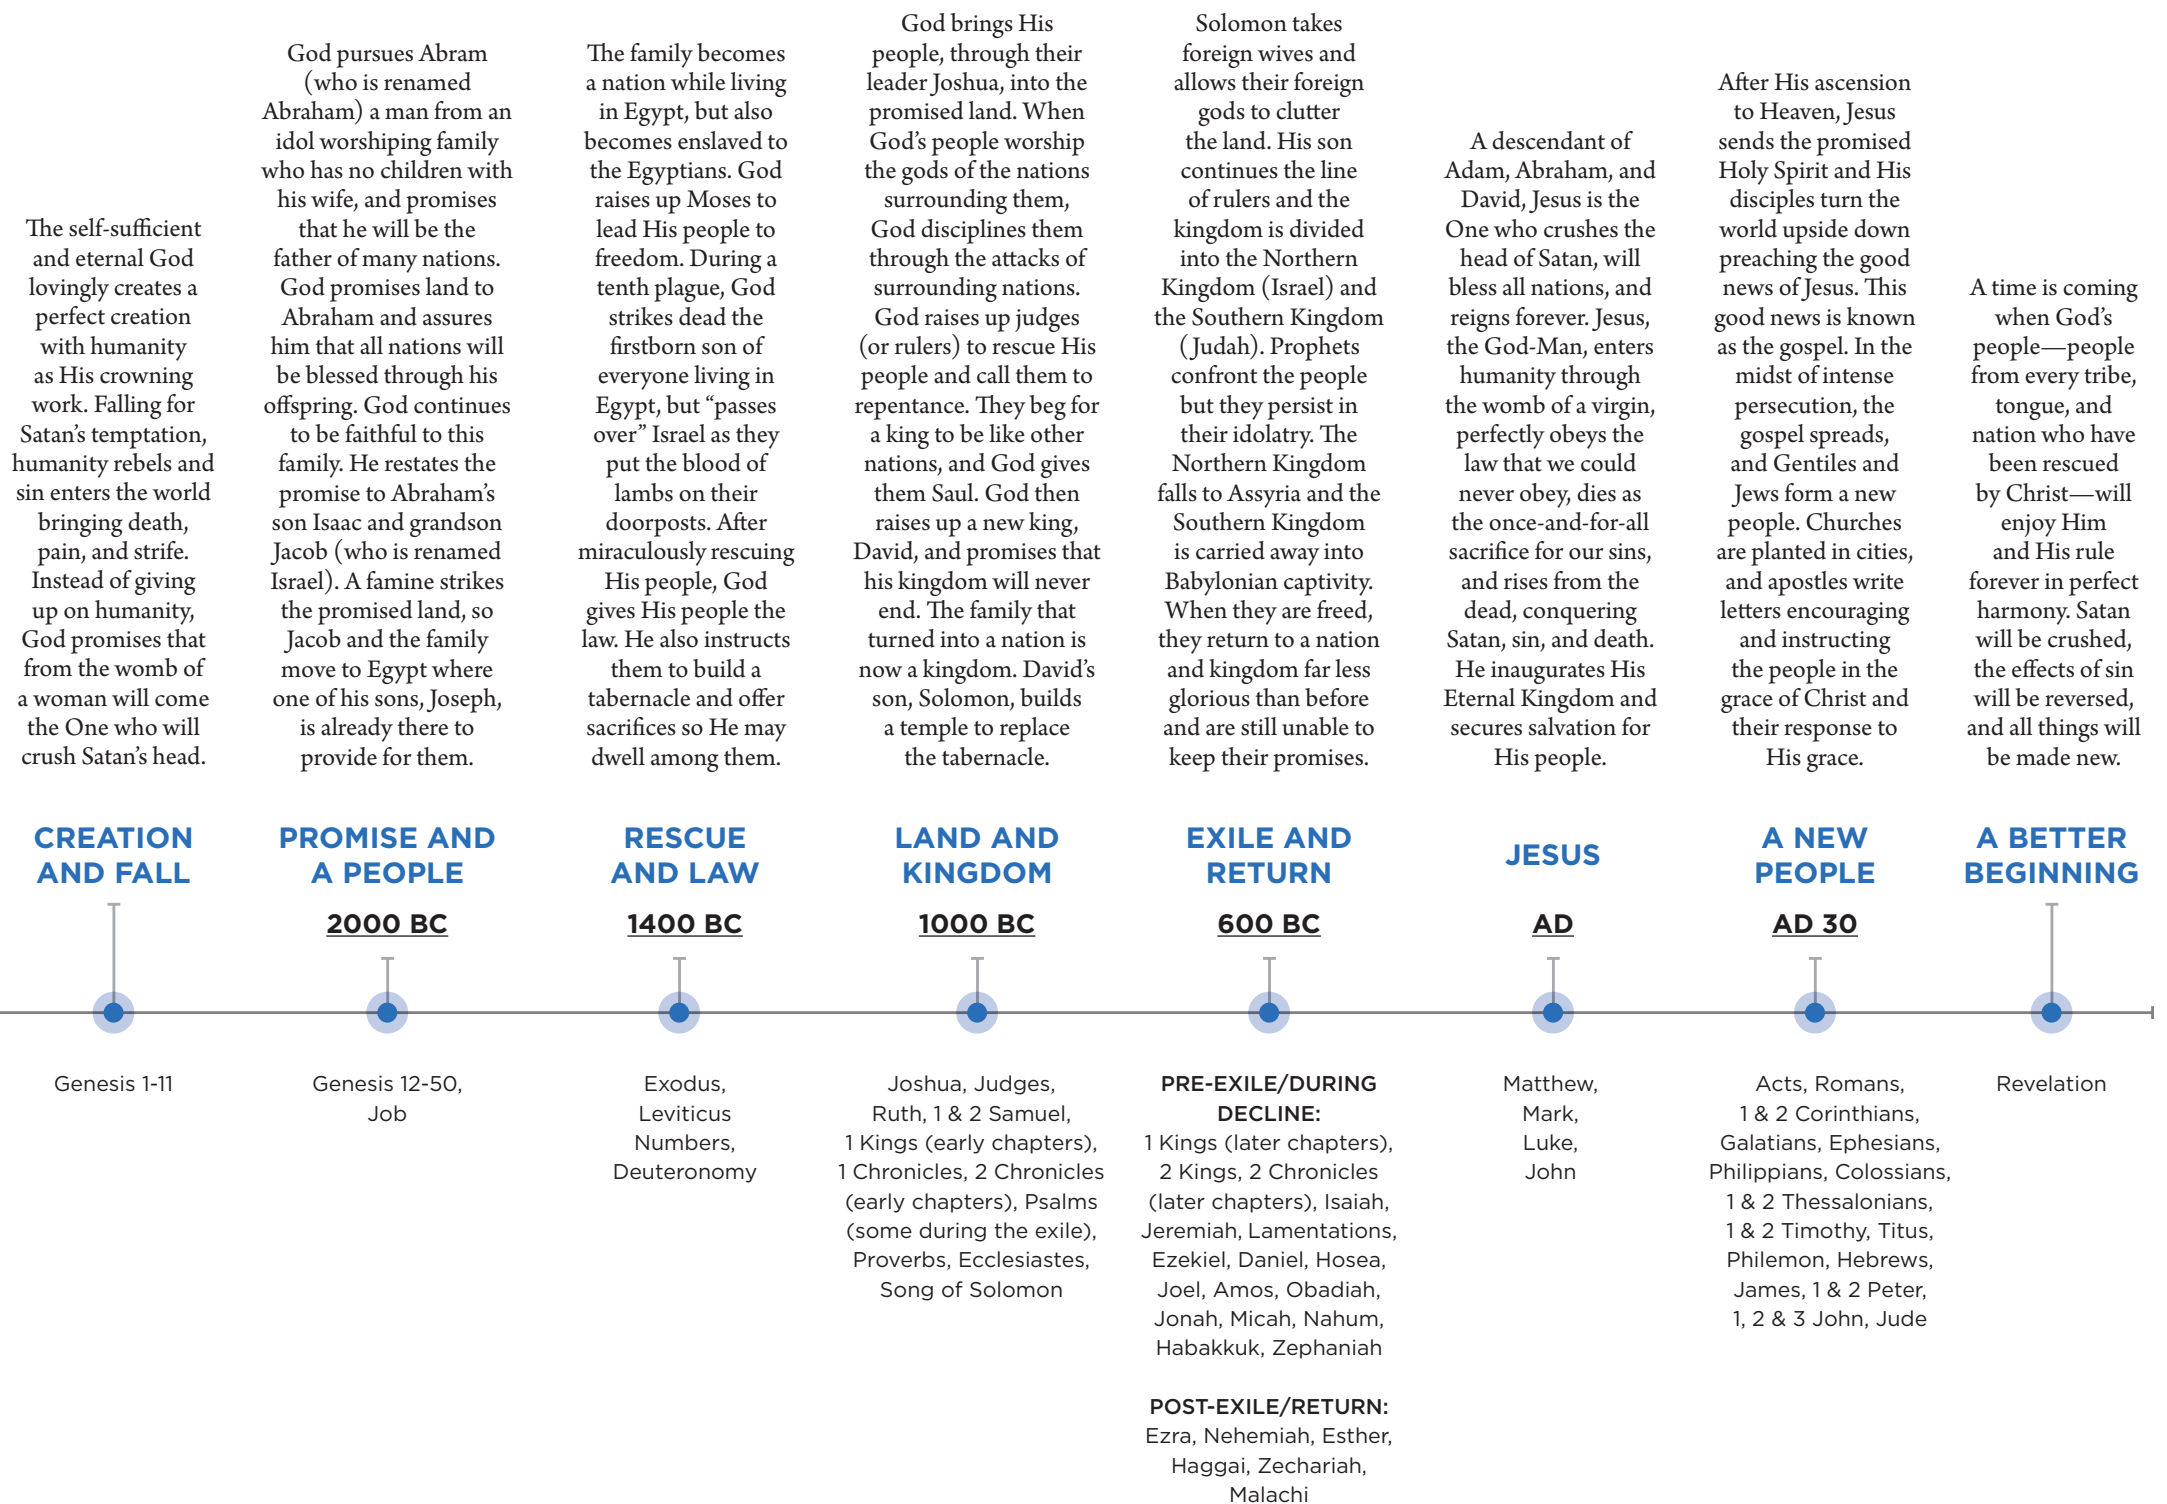 The self-sufficient
and eternal God
lovingly creates a
perfect creation
with humanity
as His crowning
work. Falling for
Satan's temptation,
humanity rebels and
sin enters the world
bringing death,
pain, and strife.
Instead of giving
up on humanity,
God promises that
from the womb of
a woman will come
the One who will
crush Satan's head.
CREATION
AND FALL
Genesis 1-11
God pursues Abram
(who is renamed
Abraham) a man from an
idol worshiping family
who has no children with
his wife, and promises
that he will be the
father of many nations.
God promises land to
Abraham and assures
him that all nations will
be blessed through his
offspring. God continues
to be faithful to this
family. He restates the
promise to Abraham's
son Isaac and grandson
Jacob (who is renamed
Israel). A famine strikes
the promised land, so
Jacob and the family
move to Egypt where
one of his sons, Joseph,
is already there to
provide for them.
PROMISE AND
A PEOPLE
2000 BC
Genesis 12-50,
Job
The family becomes
a nation while living
in Egypt, but also
becomes enslaved to
the Egyptians. God
raises up Moses to
lead His people to
freedom. During a
tenth plague, God
strikes dead the
firstborn son of
everyone living in
Egypt, but "passes
over" Israel as they
put the blood of
lambs on their
doorposts. After
miraculously rescuing
His people, God
gives His people the
law. He also instructs
them to build a
tabernacle and offer
sacrifices so He may
dwell among them.
RESCUE
AND LAW
1400 BC
Exodus,
Leviticus
Numbers,
Deuteronomy
God brings His
people, through their
leader Joshua, into the
promised land. When
God's people worship
the gods of the nations
surrounding them,
God disciplines them
through the attacks of
surrounding nations.
God raises up judges
(or rulers) to rescue His
people and call them to
repentance. They beg for
a king to be like other
nations, and God gives
them Saul. God then
raises up a new king,
David, and promises that
his kingdom will never
end. The family that
turned into a nation is
now a kingdom. David's
son, Solomon, builds
a temple to replace
the tabernacle.
LAND AND
KINGDOM
1000 BC
Joshua, Judges,
Ruth, 1 & 2 Samuel,
1 Kings (early chapters),
1 Chronicles, 2 Chronicles
(early chapters), Psalms
(some during the exile),
Proverbs, Ecclesiastes,
Song of Solomon
Solomon takes
foreign wives and
allows their foreign
gods to clutter
the land. His son
continues the line
of rulers and the
kingdom is divided
into the Northern
Kingdom (Israel) and
the Southern Kingdom
(Judah). Prophets
confront the people
but they persist in
their idolatry. The
Northern Kingdom
falls to Assyria and the
Southern Kingdom
is carried away into
Babylonian captivity.
When they are freed,
they return to a nation
and kingdom far less
glorious than before
and are still unable to
keep their promises.
EXILE AND
RETURN
600 BC
PRE-EXILE/DURING
DECLINE:
1 Kings (later chapters),
2 Kings, 2 Chronicles
(later chapters), Isaiah,
Jeremiah, Lamentations,
Ezekiel, Daniel, Hosea,
Joel, Amos, Obadiah,
Jonah, Micah, Nahum,
Habakkuk, Zephaniah
POST-EXILE/RETURN:
Ezra, Nehemiah, Esther,
Haggai, Zechariah,
Malachi
A descendant of
Adam, Abraham, and
David, Jesus is the
One who crushes the
head of Satan, will
bless all nations, and
reigns forever. Jesus,
the God-Man, enters
humanity through
the womb of a virgin,
perfectly obeys the
law that we could
never obey, dies as
the once-and-for-all
sacrifice for our sins,
and rises from the
dead, conquering
Satan, sin, and death.
He inaugurates His
Eternal Kingdom and
secures salvation for
His people.
JESUS
AD
Matthew,
Mark,
Luke,
John
After His ascension
to Heaven, Jesus
sends the promised
Holy Spirit and His
disciples turn the
world upside down
preaching the good
news of Jesus. This
good news is known
as the gospel. In the
midst of intense
persecution, the
gospel spreads,
and Gentiles and
Jews form a new
people. Churches
are planted in cities,
and apostles write
letters encouraging
and instructing
the people in the
grace of Christ and
their response to
His grace.
A NEW
PEOPLE
AD 30
Acts, Romans,
1 & 2 Corinthians,
Galatians, Ephesians,
Philippians, Colossians,
1 & 2 Thessalonians,
1 & 2 Timothy, Titus,
Philemon, Hebrews,
James, 1 & 2 Peter,
1, 2 & 3 John, Jude
A time is coming
when God's
people—people
from every tribe,
tongue, and
nation who have
been rescued
by Christ—will
enjoy Him
and His rule
forever in perfect
harmony. Satan
will be crushed,
the effects of sin
will be reversed,
and all things will
be made new.
A BETTER
BEGINNING
Revelation